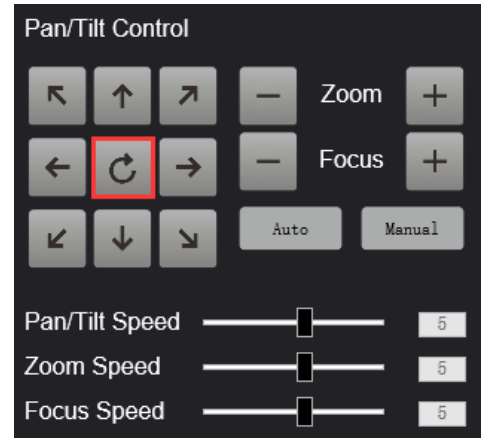 Pan/Tilt Control
Zoom
Focus
Auto Manual
Pan/Tilt Speed 5
Zoom Speed 5
Focus Speed 5